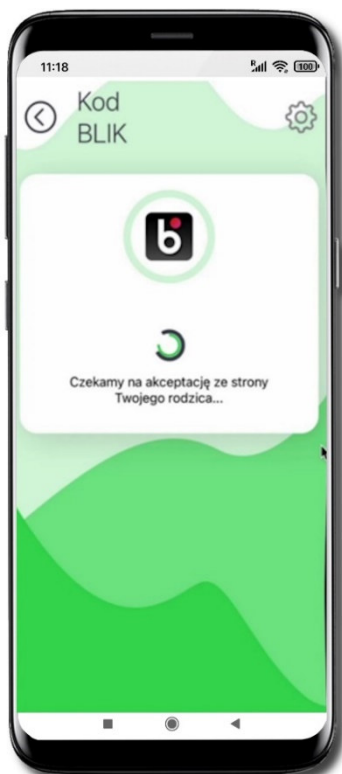 11:18
R
100
Kod
BLIK
b
Czekamy na akceptację ze strony
Twojego rodzica...